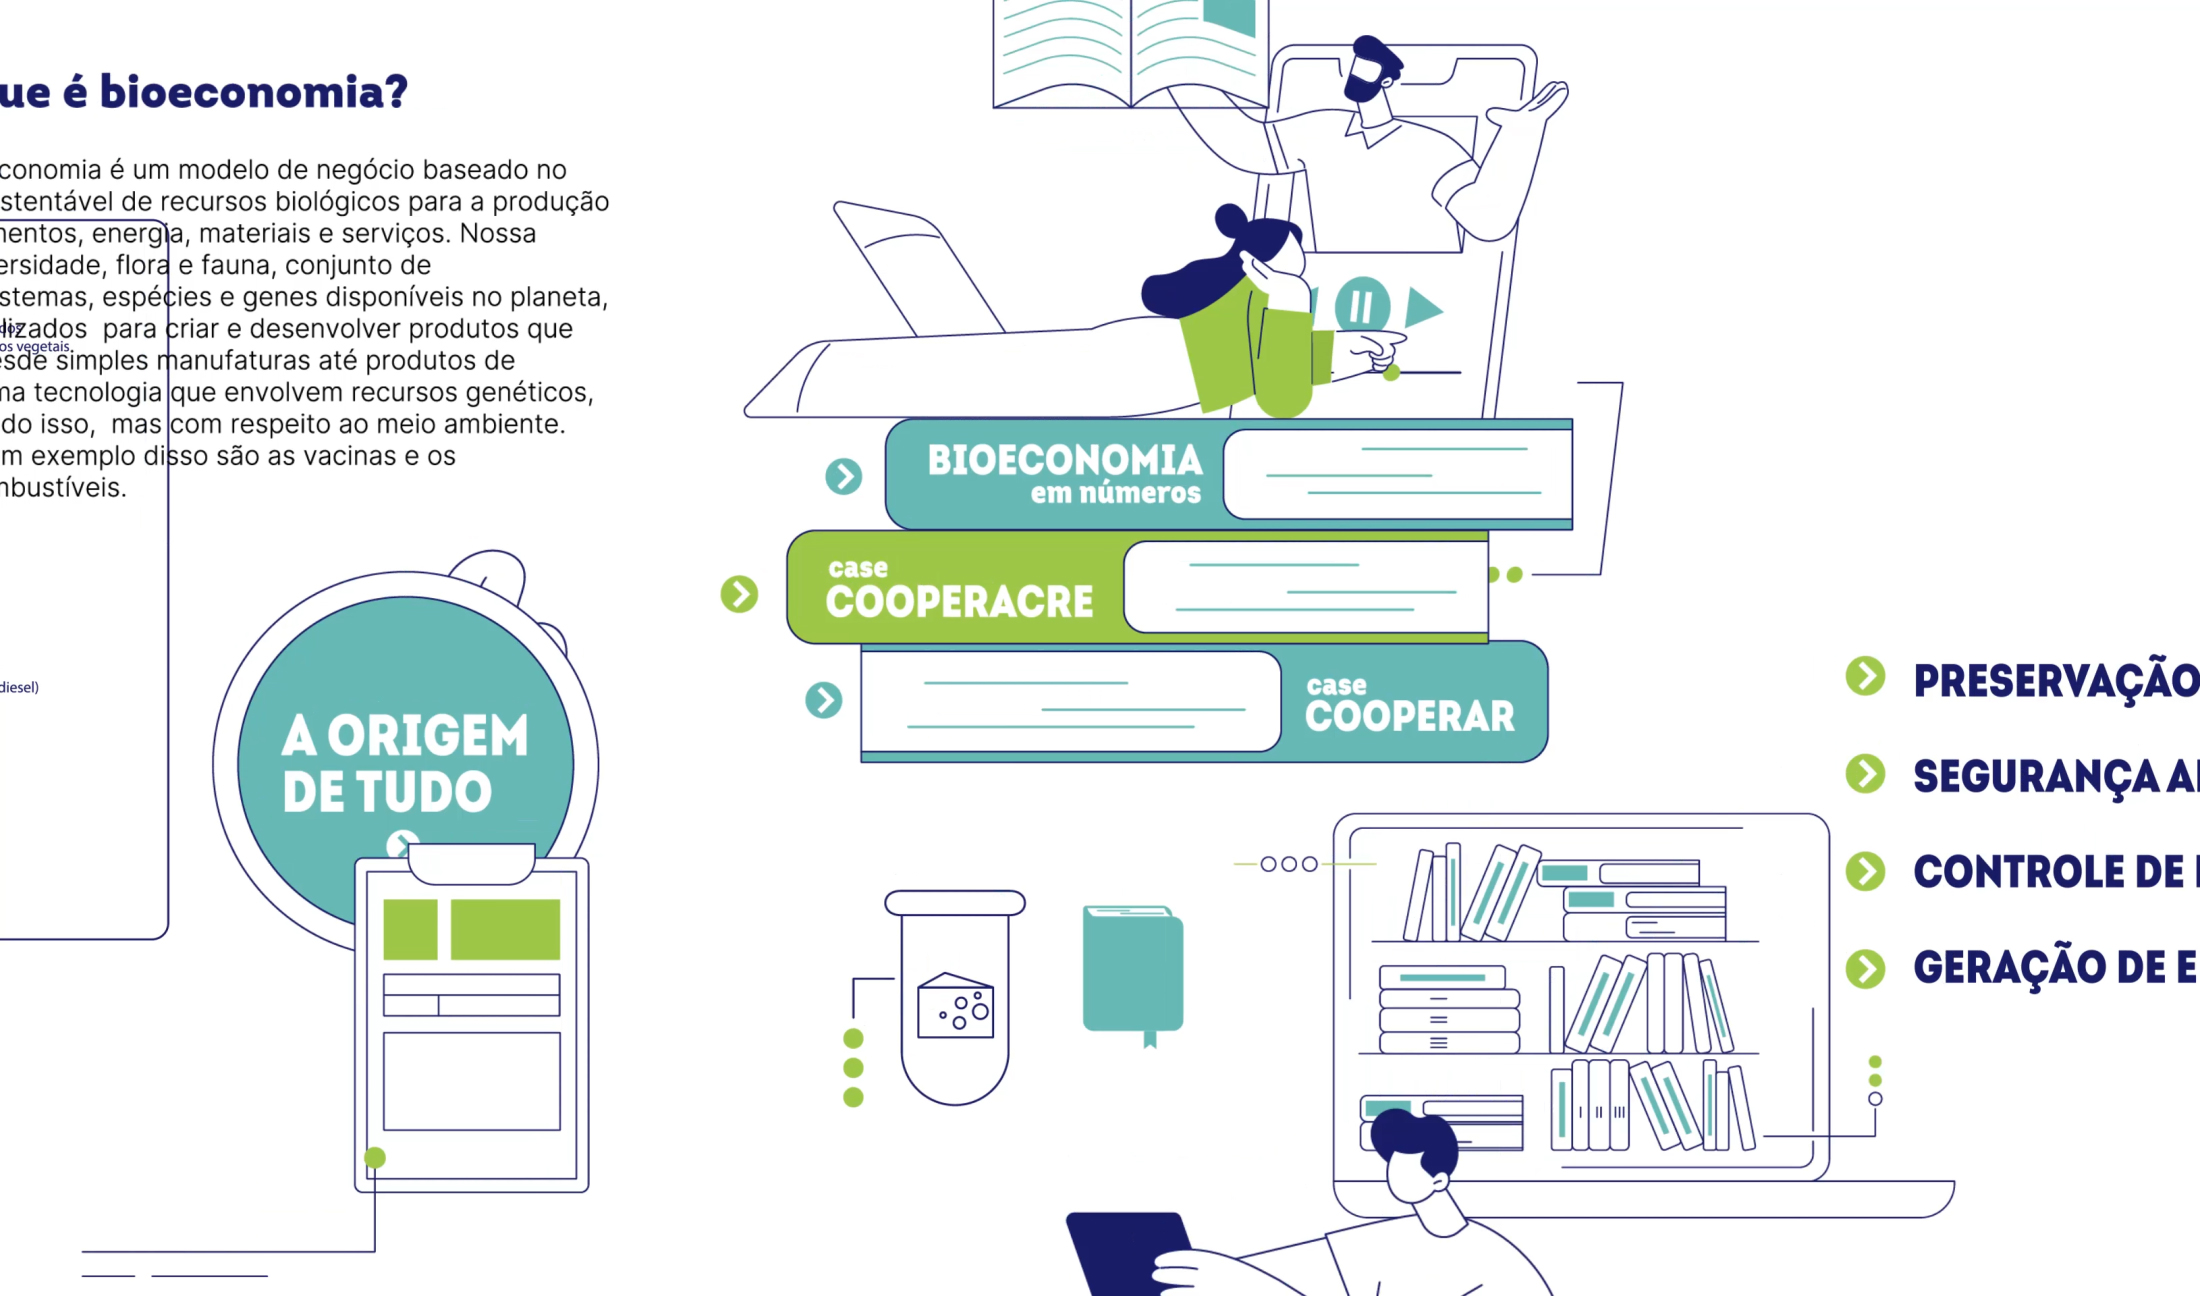 ue é bioeconomia?
conomia é um modelo de negócio baseado no
stentável de recursos biológicos para a produção
nentos, energia, materiais e serviços. Nossa
ersidade, flora e fauna, conjunto de
stemas, espécies e genes disponíveis no planeta,
lizados para criar e desenvolver produtos que
esde simples manufaturas até produtos de
ma tecnologia que envolvem recursos genéticos,
do isso, mas com respeito ao meio ambiente.
m exemplo disso são as vacinas e os
nbustíveis.
os vegetais.
diesel)
A ORIGEM
DE TUDO
BIOECONOMIA
em números
case
COOPERACRE
case
COOPERAR
PRESERVAÇÃO
SEGURANÇA
CONTROLE DE
GERAÇÃO DE E
I II III